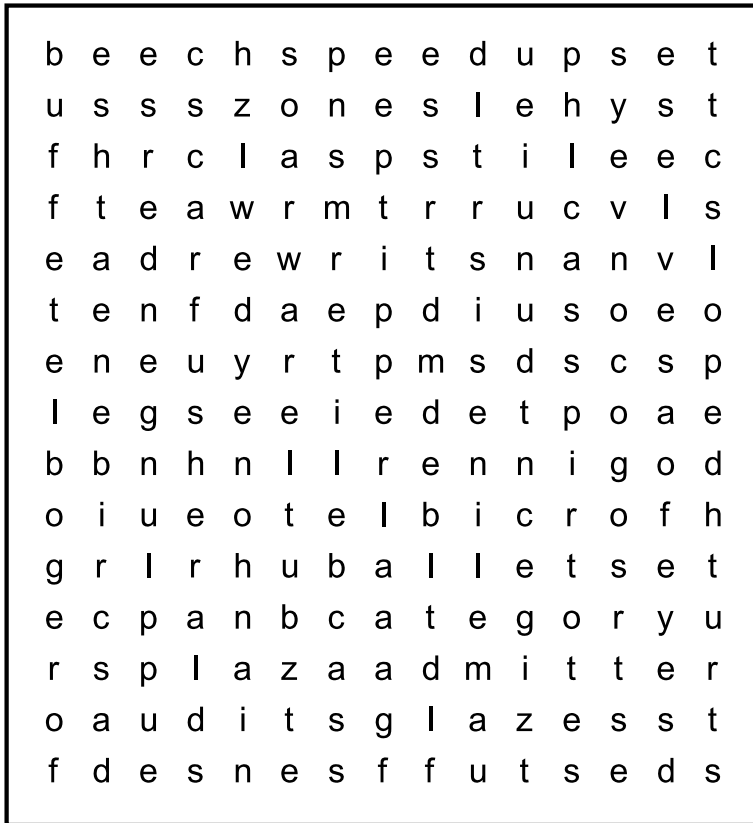 b e e c h s p e e d u p s e t
u s s s z o n e s l e h y s t
f h r c l a s p s t i l e e c
f t e a w r m t r r u c v l s
e a d r e w r i t s n a n v l
t e n f d a e p d i u s o e o
e n e u y r t p m s d s c s p
l e g s e e i e d e t p o a e
b b n h n l l r e n n i g o d
o i u e o t e l b i c r o f h
g r l r h u b a l l e t s e t
e c p a n b c a t e g o r y u
r s p l a z a a d m i t t e r
o a u d i t s g l a z e s s t
f d e s n e s f f u t s e d s